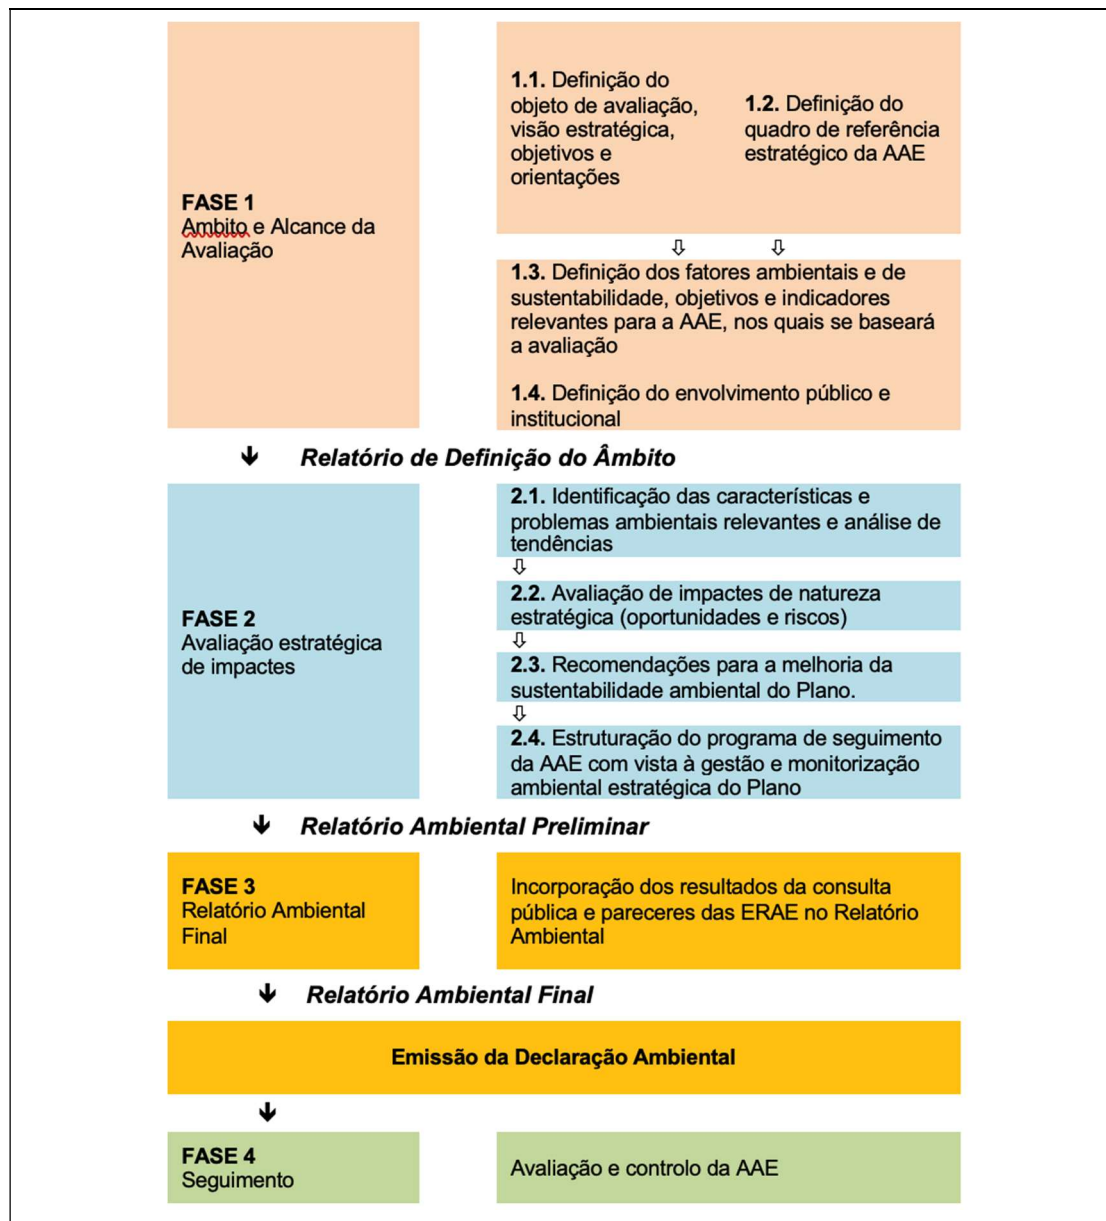 FASE 1
Ambito e Alcance da
Avaliação
1.1. Definição do
objeto de avaliação,
visão estratégica,
objetivos e
orientações
1.2. Definição do
quadro de referência
estratégico da AAE
1.3. Definição dos fatores ambientais e de
sustentabilidade, objetivos e indicadores
relevantes para a AAE, nos quais se baseará
a avaliação
1.4. Definição do envolvimento público e
institucional
Relatório de Definição do Âmbito
FASE 2
Avaliação estratégica
de impactes
2.1. Identificação das características e
problemas ambientais relevantes e análise de
tendências
2.2. Avaliação de impactes de natureza
estratégica (oportunidades e riscos)
2.3. Recomendações para a melhoria da
sustentabilidade ambiental do Plano.
2.4. Estruturação do programa de seguimento
da AAE com vista à gestão e monitorização
ambiental estratégica do Plano
Relatório Ambiental Preliminar
FASE 3
Relatório Ambiental
Final
Incorporação dos resultados da consulta
pública e pareceres das ERAE no Relatório
Ambiental
Relatório Ambiental Final
Emissão da Declaração Ambiental
FASE 4
Seguimento
Avaliação e controlo da AAE